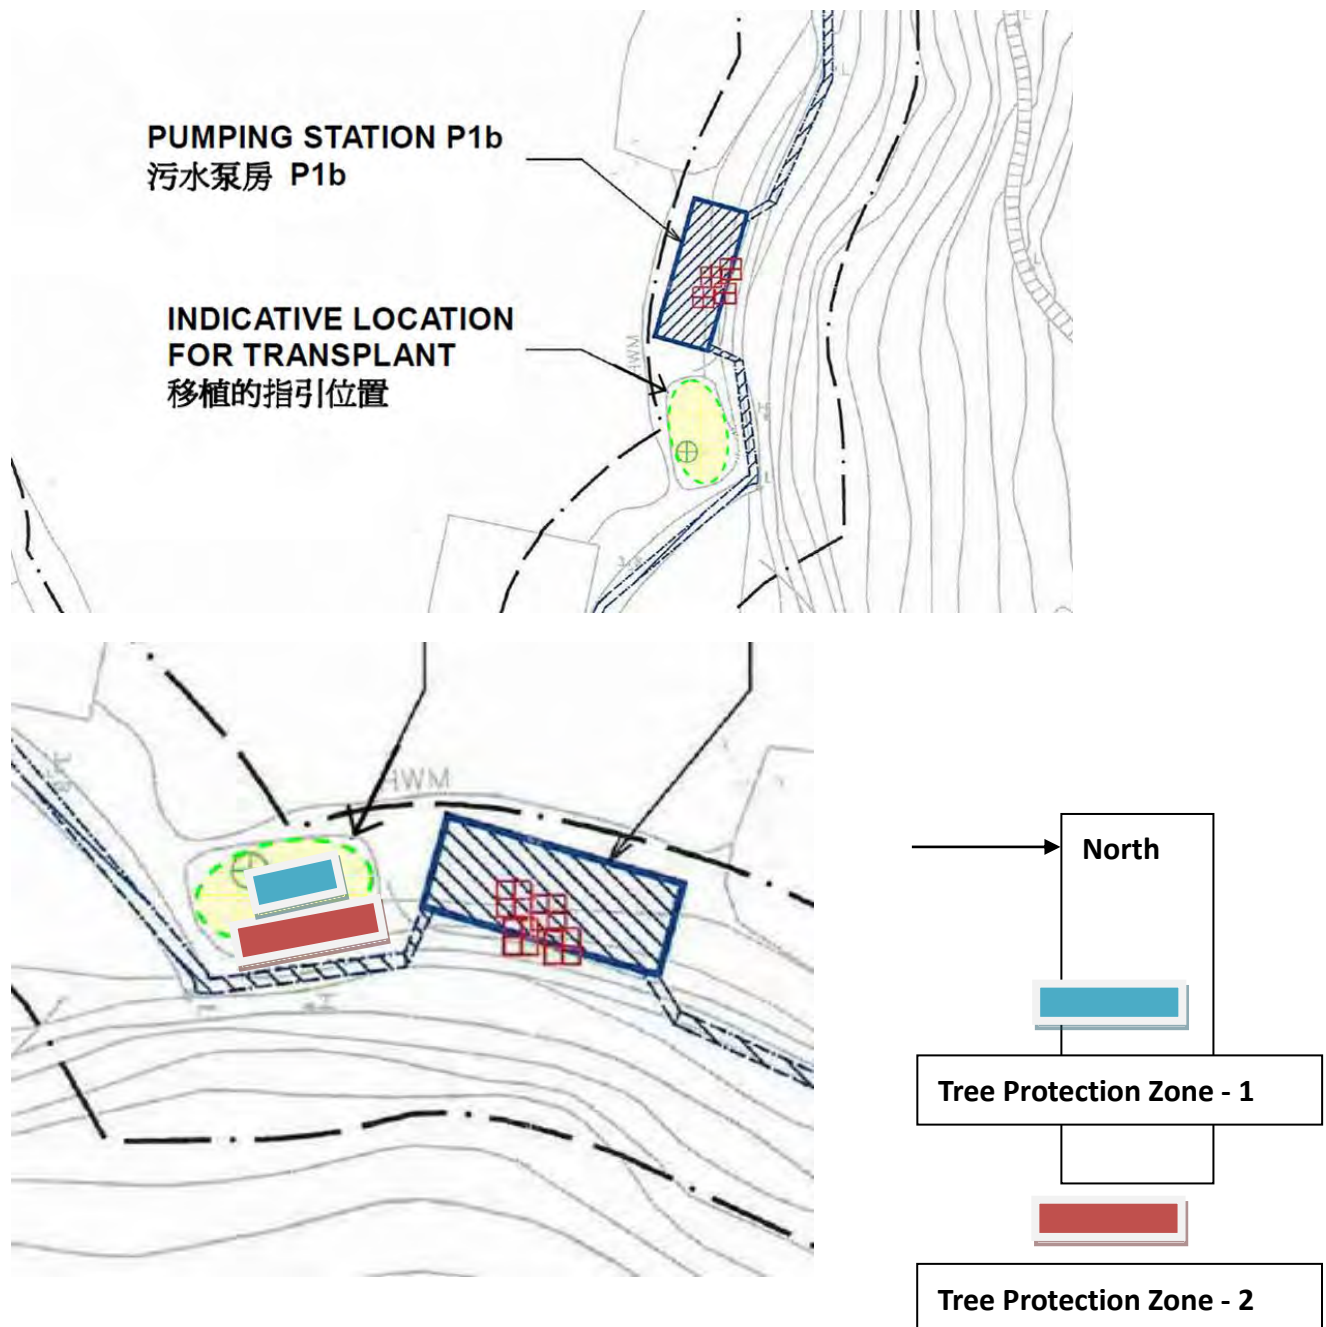 PUMPING STATION P1b
污水泵房 P1b
INDICATIVE LOCATION
FOR TRANSPLANT
移植的指引位置
HWM
HWM
North
Tree Protection Zone - 1
Tree Protection Zone - 2